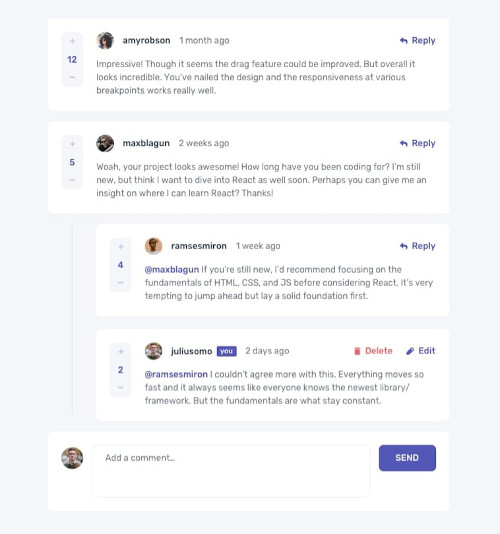 +
12
−
amyrobson 1 month ago Reply
Impressive! Though it seems the drag feature could be improved. But overall it
looks incredible. You've nailed the design and the responsiveness at various
breakpoints works really well.
+
5
−
maxblagun 2 weeks ago Reply
Woah, your project looks awesome! How long have you been coding for? I'm still
new, but think I want to dive into React as well soon. Perhaps you can give me an
insight on where I can learn React? Thanks!
+
4
−
ramsesmiron 1 week ago Reply
@maxblagun If you're still new, I'd recommend focusing on the
fundamentals of HTML, CSS, and JS before considering React. It's very
tempting to jump ahead but lay a solid foundation first.
+
2
−
juliusomo you 2 days ago Delete Edit
@ramsesmiron I couldn't agree more with this. Everything moves so
fast and it always seems like everyone knows the newest library/
framework. But the fundamentals are what stay constant.
Add a comment... SEND